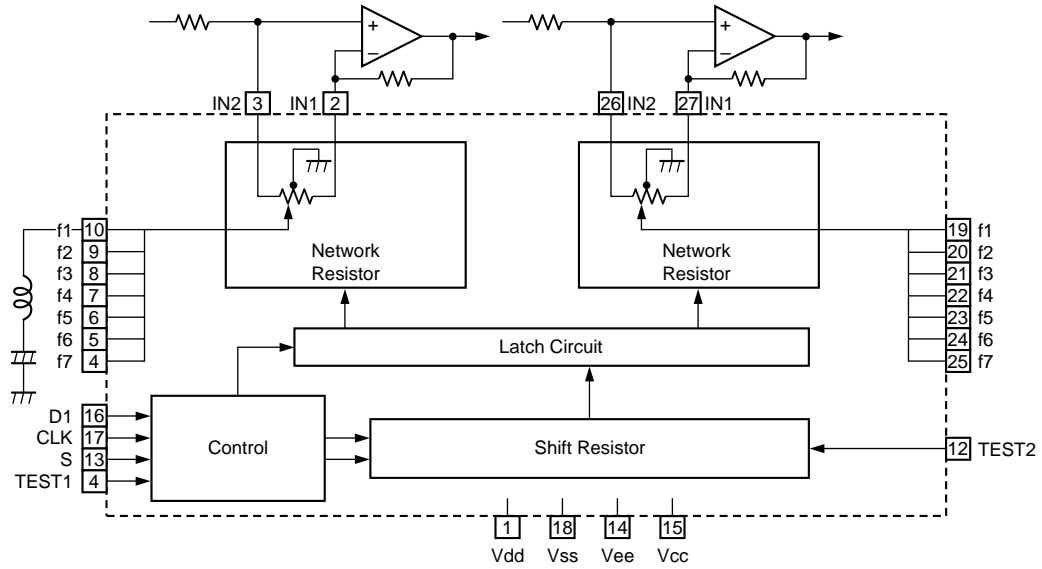 +
−
+
−
IN2 3 IN1 2
26 IN2 27 IN1
f1 10
f2 9
f3 8
f4 7
f5 6
f6 5
f7 4
Network
Resistor
Network
Resistor
19 f1
20 f2
21 f3
22 f4
23 f5
24 f6
25 f7
Latch Circuit
D1 16
CLK 17
S 13
TEST1 4
Control
Shift Resistor
12 TEST2
1 18 14 15
Vdd Vss Vee Vcc